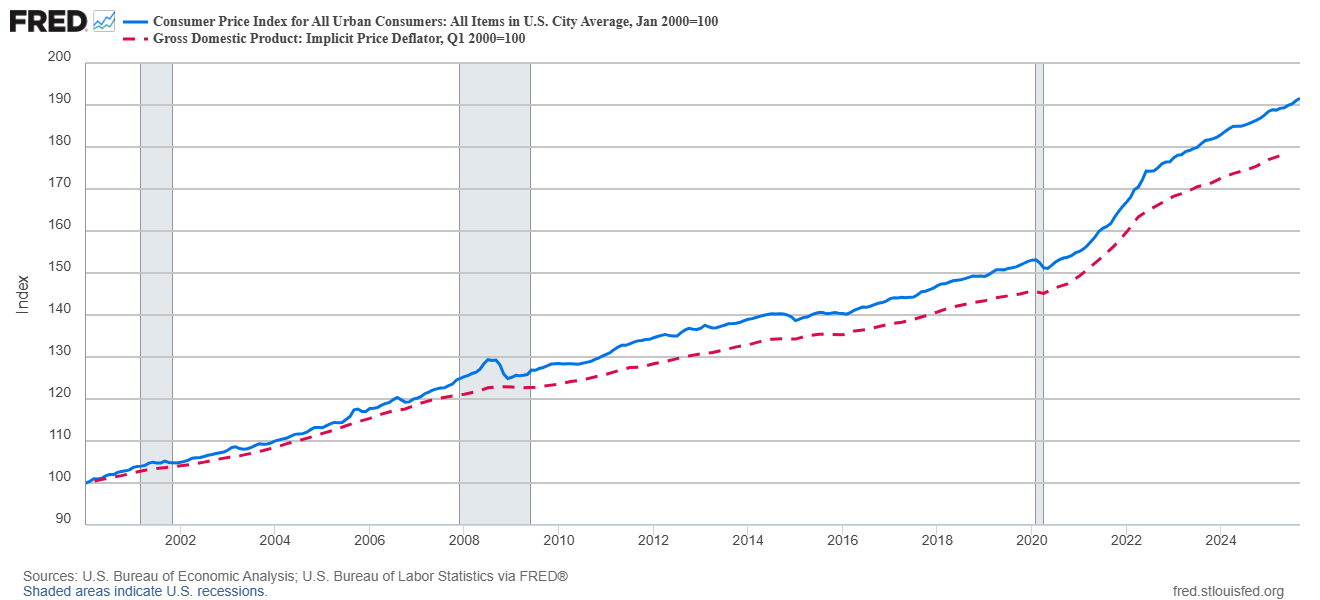 FRED
Consumer Price Index for All Urban Consumers: All Items in U.S. City Average, Jan 2000=100
Gross Domestic Product: Implicit Price Deflator, Q1 2000=100
200
190
180
170
160
150
140
130
120
110
100
90
Index
2002 2004 2006 2008 2010 2012 2014 2016 2018 2020 2022 2024
Sources: U.S. Bureau of Economic Analysis; U.S. Bureau of Labor Statistics via FRED®
Shaded areas indicate U.S. recessions. fred.stlouisfed.org